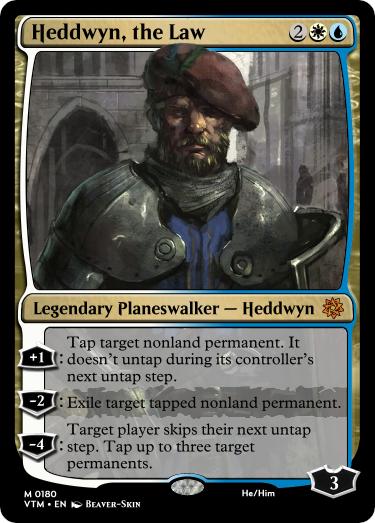 Heddwyn, the Law 2
Legendary Planeswalker — Heddwyn
+1: Tap target nonland permanent. It
doesn't untap during its controller's
next untap step.
-2: Exile target tapped nonland permanent.
-4: Target player skips their next untap
step. Tap up to three target
permanents.
3
M 0180
VTM • EN Beaver-Skin
He/Him